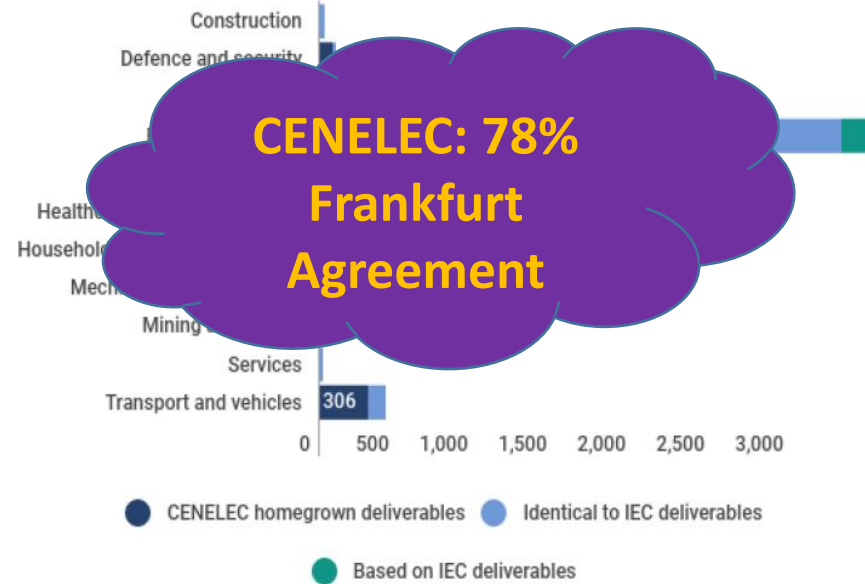 Construction
Defence and security
CENELEC: 78%
Frankfurt
Agreement
Services
Transport and vehicles 306
0 500 1,000 1,500 2,000 2,500 3,000
CENELEC homegrown deliverables Identical to IEC deliverables
Based on IEC deliverables